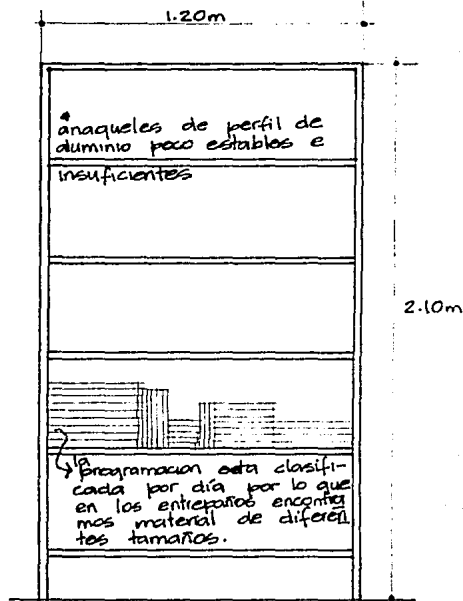 1.20m
anaqueles de perfil de
aluminio poco estables e
insuficientes
2.10m
la programacion esta clasifi-
cada por día por lo que
en los entrepaños encontra
mos material de diferen
tes tamaños.